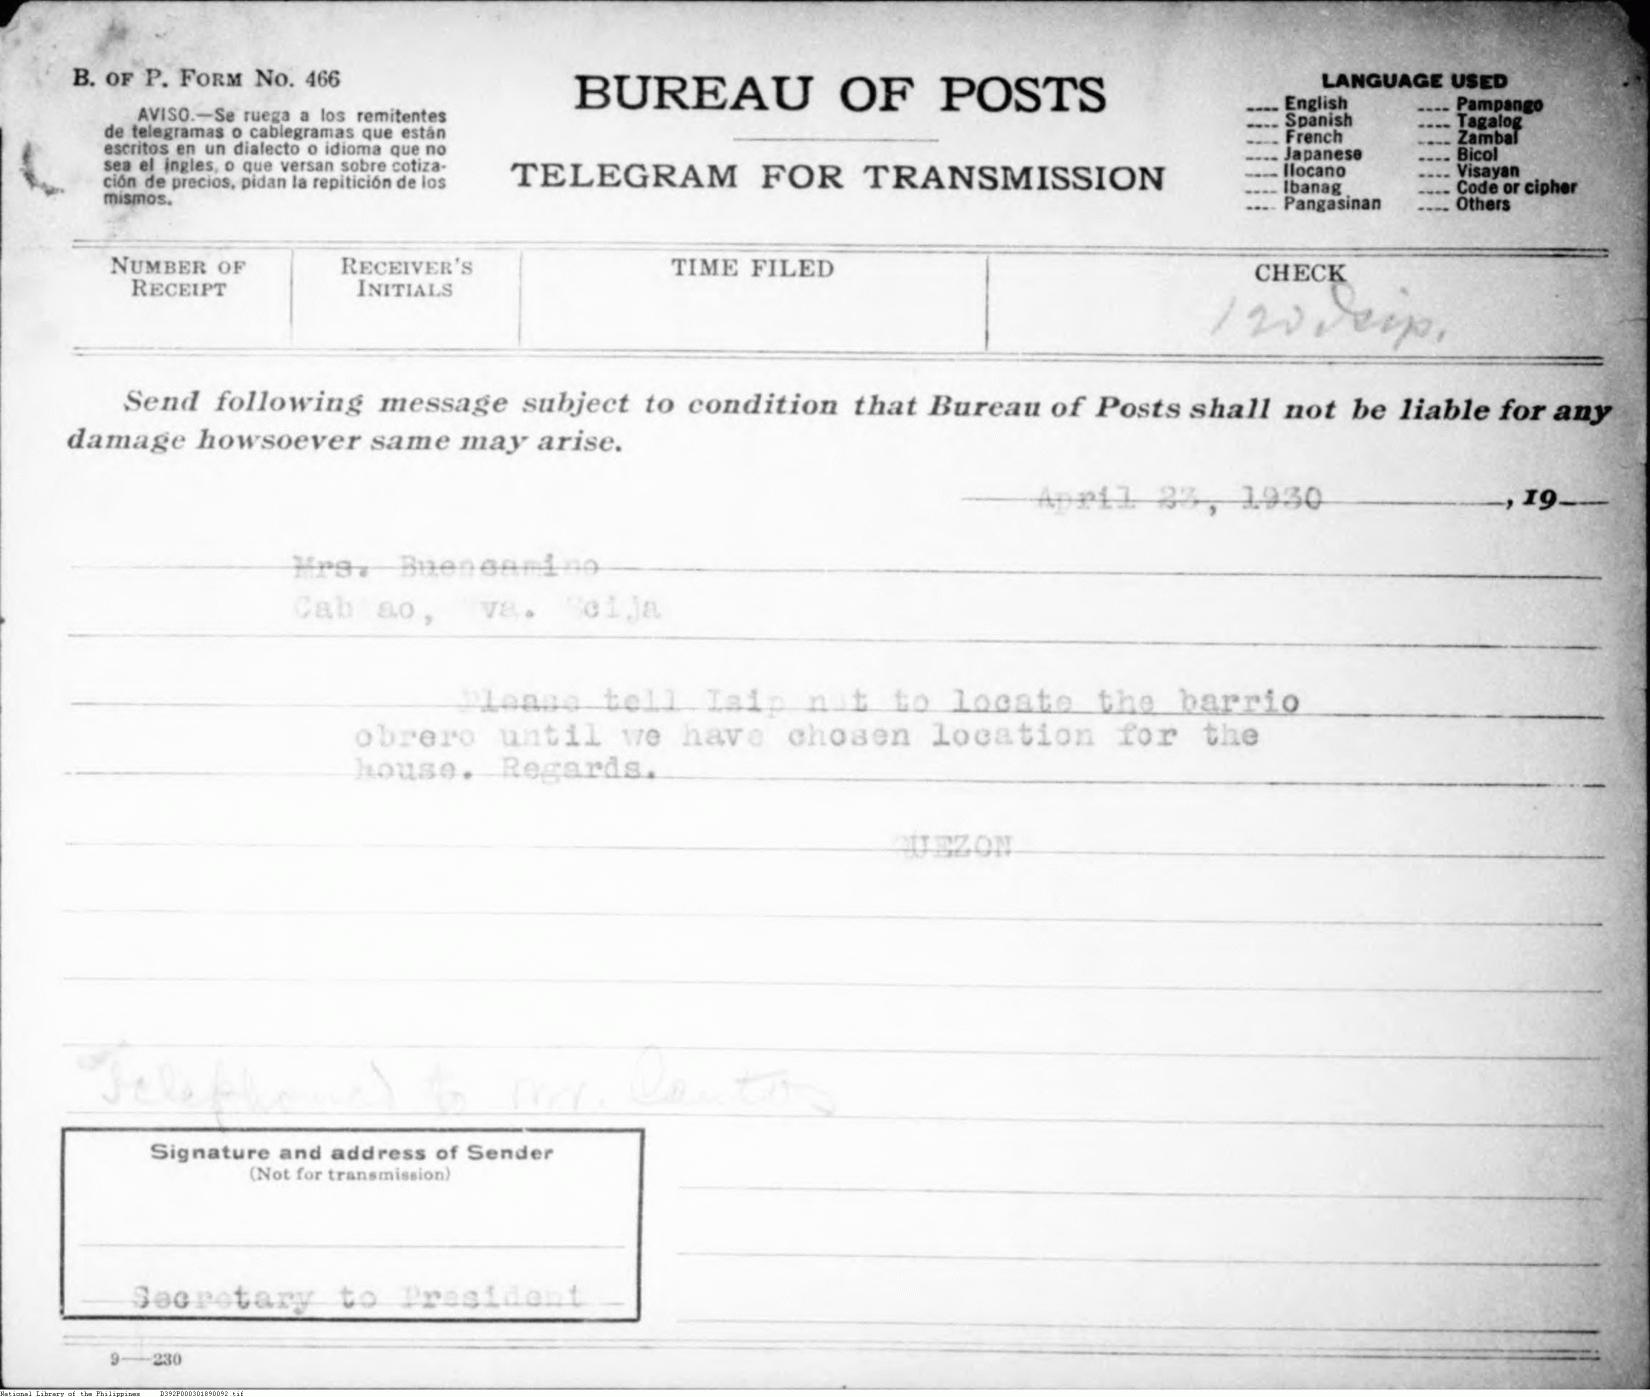 B. OF P. FORM NO. 466
AVISO.—Se ruega a los remitentes
de telegramas o cablegramas que están
escritos en un dialecto o idioma que no
sea el ingles, o que versan sobre cotiza-
ción de precios, pidan la repitición de los
mismos.
BUREAU OF POSTS
TELEGRAM FOR TRANSMISSION
LANGUAGE USED
.... English
.... Spanish
.... French
.... Japanese
.... Ilocano
.... Ibanag
.... Pangasinan
.... Pampango
.... Tagalog
.... Zambal
.... Bicol
.... Visayan
.... Code or cipher
.... Others
NUMBER OF
RECEIPT
RECEIVER'S
INITIALS
TIME FILED
CHECK
Send following message subject to condition that Bureau of Posts shall not be liable for any
damage howsoever same may arise.
April 23, 1930 , 19
Mrs. Buencamino
Cabiao, Nva. Ecija
Please tell Isip not to locate the barrio
obrero until we have chosen location for the
house. Regards.
QUEZON
Telephoned to Mr. Santos
Signature and address of Sender
(Not for transmission)
Secretary to President
9—230
National Library of the Philippines D392P000301890092.tif